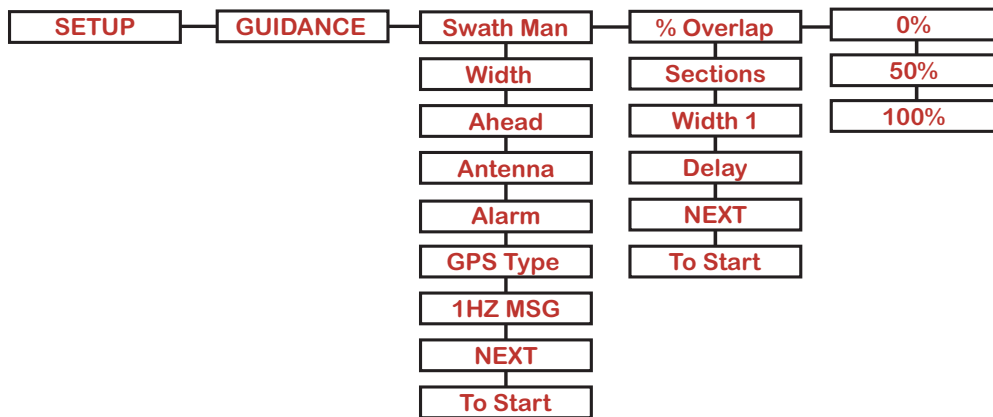 SETUP
GUIDANCE
Swath Man
% Overlap
0%
Width
Sections
50%
Ahead
Width 1
100%
Antenna
Delay
Alarm
NEXT
GPS Type
To Start
1HZ MSG
NEXT
To Start